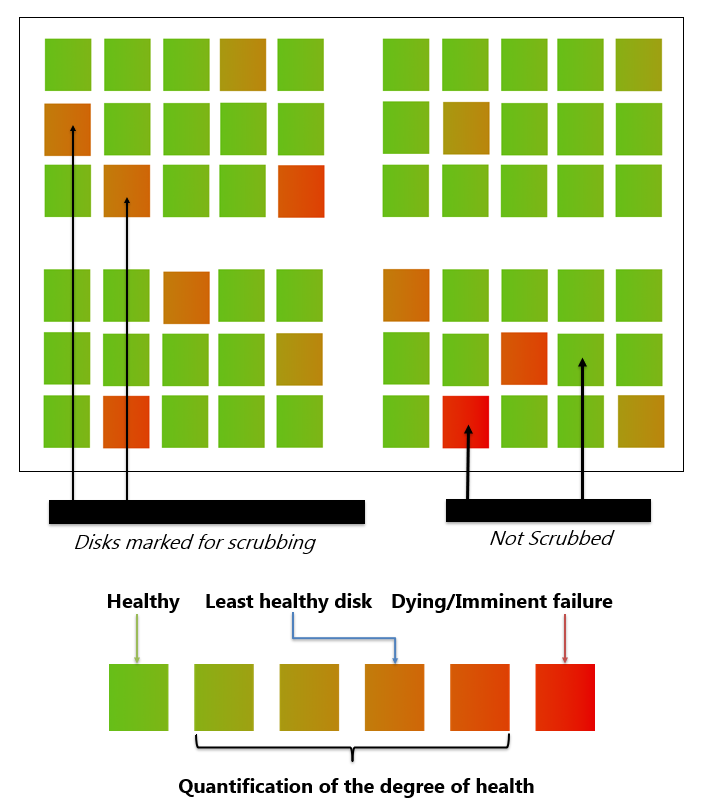 Disks marked for scrubbing
Not Scrubbed
Healthy
Least healthy disk
Dying/Imminent failure
Quantification of the degree of health